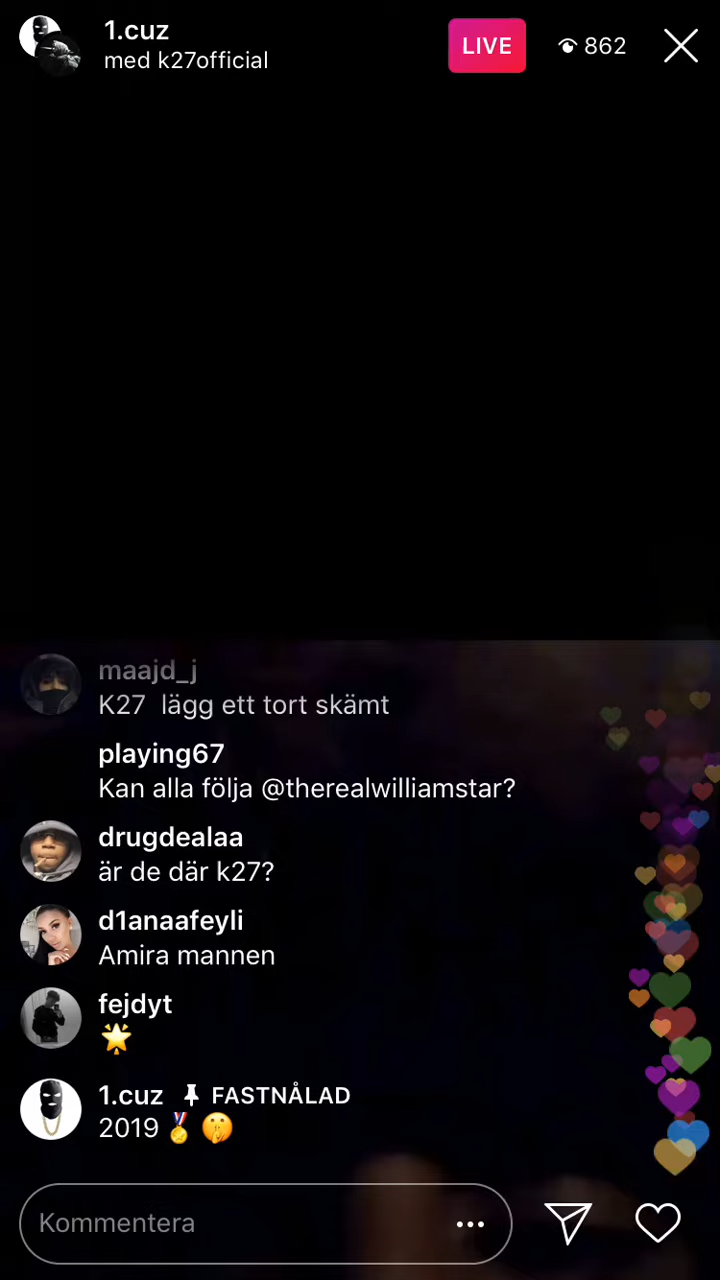 1.cuz
med k27official
LIVE
862
maajd_j
K27 lägg ett tort skämt
playing67
Kan alla följa @therealwilliamstar?
drugdealaa
är de där k27?
d1anaafeyli
Amira mannen
fejdyt
🌟
1.cuz 📌 FASTNÅLAD
2019 🏅 🤫
Kommentera